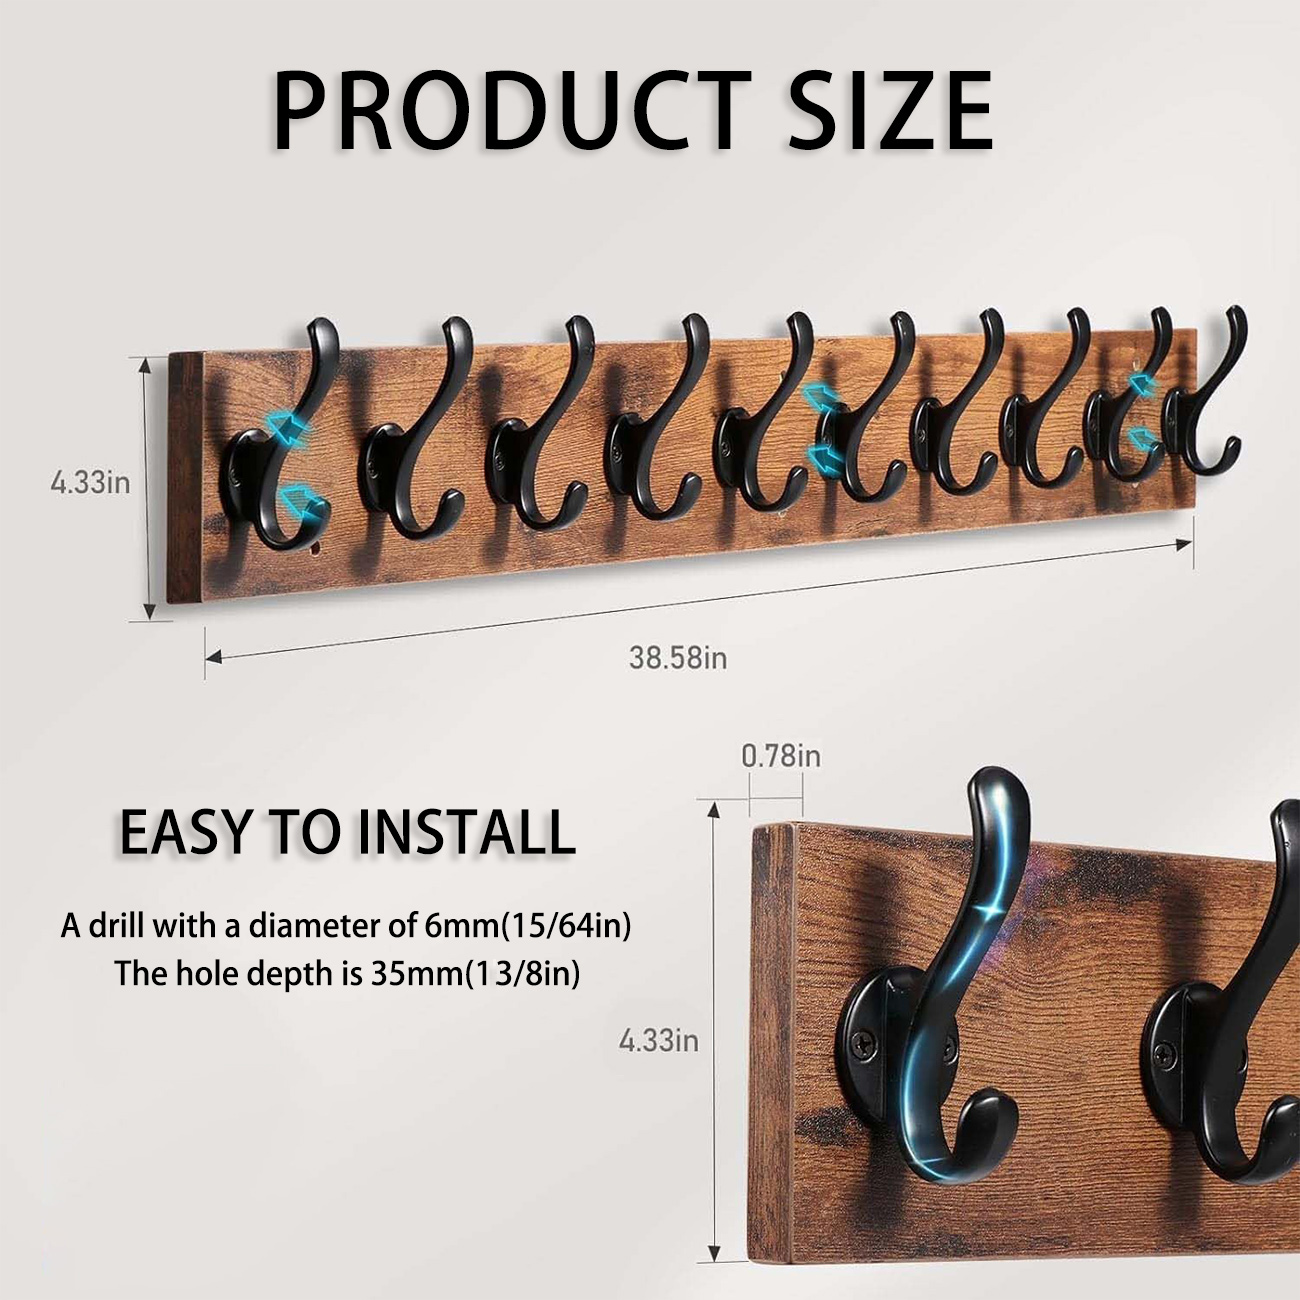 PRODUCT SIZE
4.33in
38.58in
0.78in
EASY TO INSTALL
A drill with a diameter of 6mm(15/64in)
The hole depth is 35mm(13/8in)
4.33in